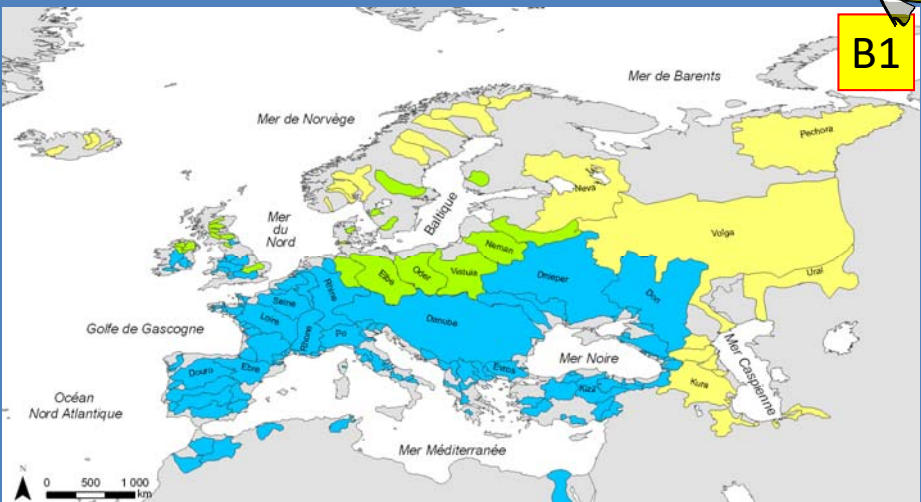 B1
Mer de Barents
Mer de Norvège
Pechora
Neva
Mer
du
Nord
Baltique
Volga
Neman
Ural
Elbe
Oder
Vistula
Dnieper
Rhine
Don
Seine
Loire
Danube
Golfe de Gascogne
Rhone
Po
Mer Noire
Mer Caspienne
Douro
Ebre
Evros
Kizil
Kura
Océan
Nord Atlantique
Mer Méditerranée
N
0 500 1 000
km